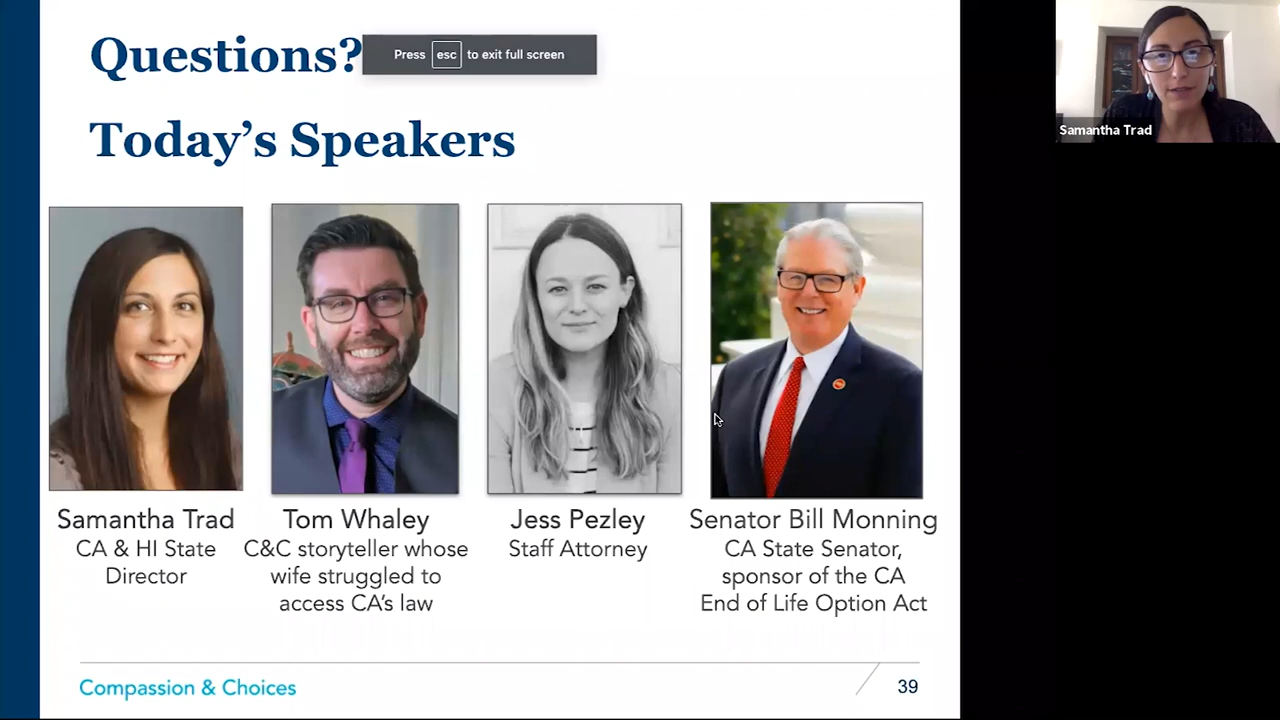 Questions?
Press esc to exit full screen
Today's Speakers
Samantha Trad
Samantha Trad
CA & HI State
Director
Tom Whaley
C&C storyteller whose
wife struggled to
access CA's law
Jess Pezley
Staff Attorney
Senator Bill Monning
CA State Senator,
sponsor of the CA
End of Life Option Act
Compassion & Choices
39